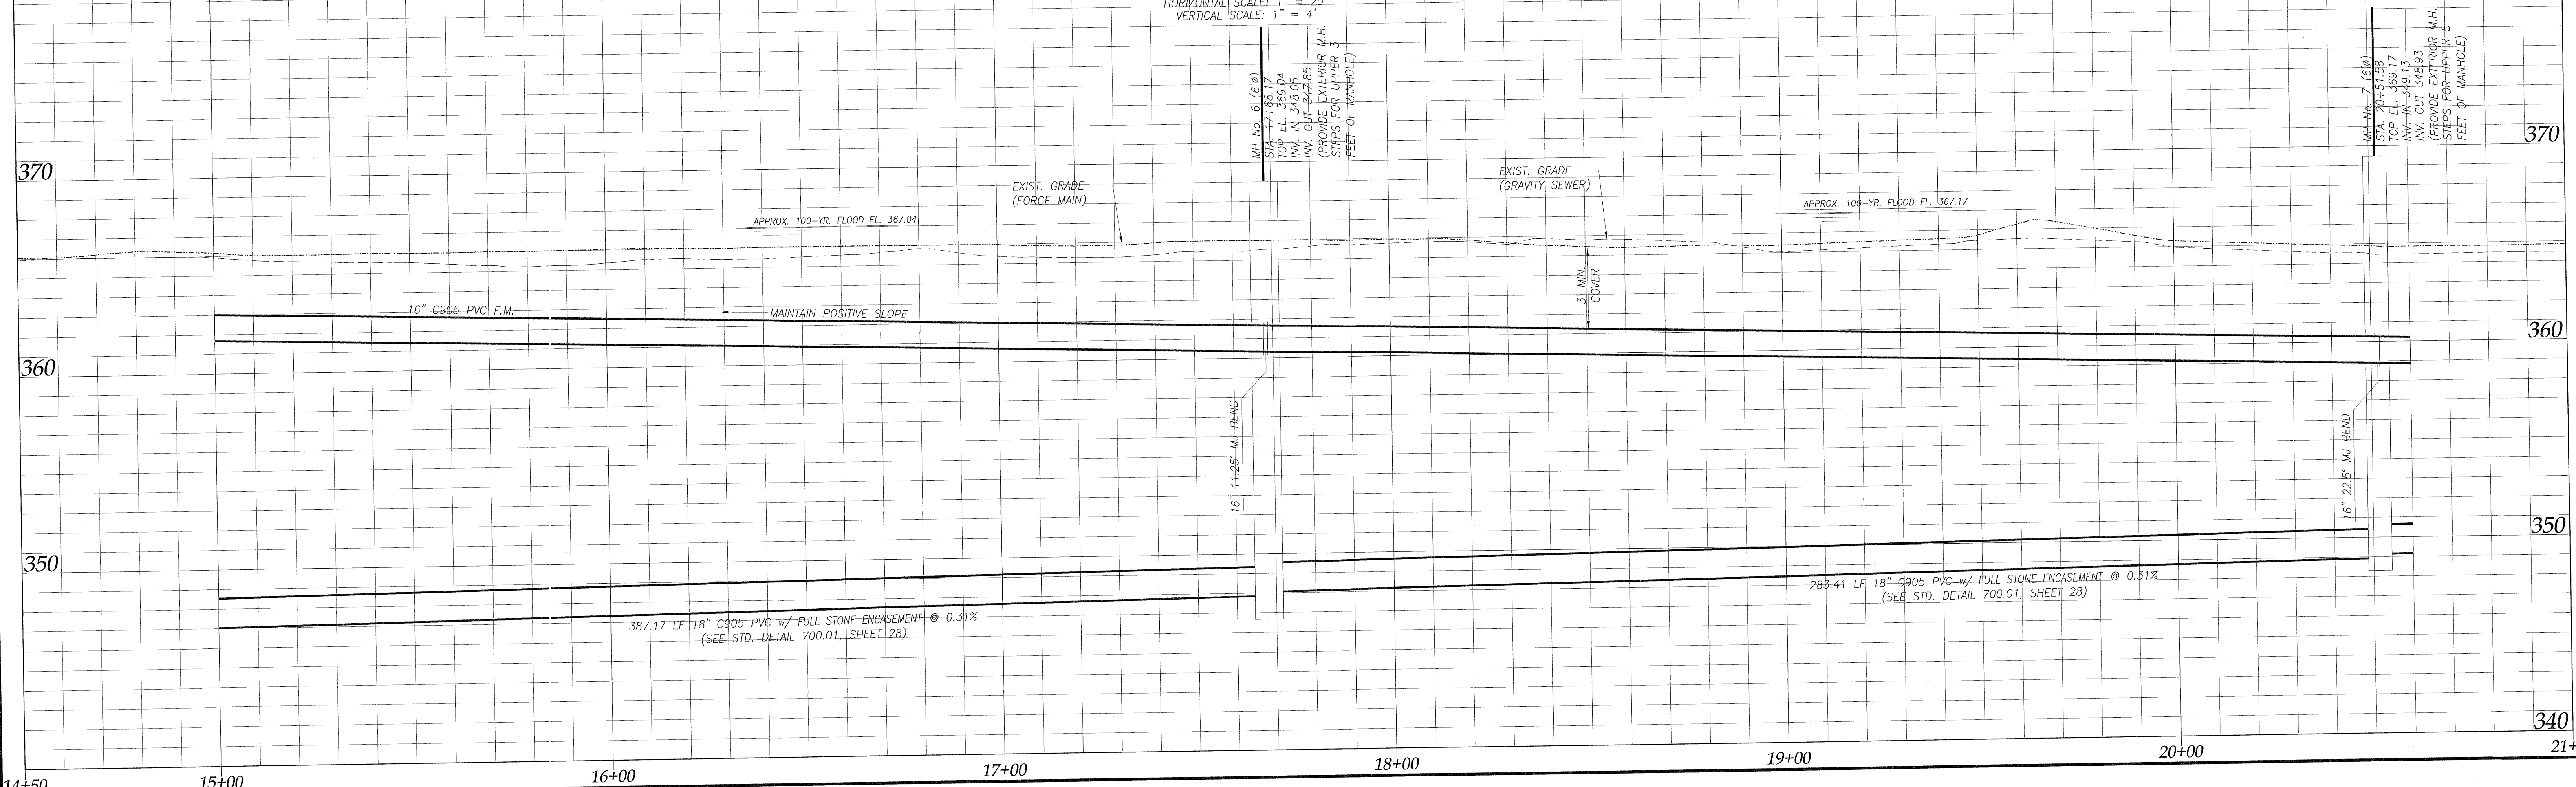 HORIZONTAL SCALE: 1" = 20'
VERTICAL SCALE: 1" = 4'
MH No. 6 (6'Ø)
STA. 17+68.17
TOP EL. 369.04
INV. IN 348.05
INV. OUT 347.85
(PROVIDE EXTERIOR M.H.
STEPS FOR UPPER 3
FEET OF MANHOLE)
MH No. 7 (6'Ø)
STA. 20+51.58
TOP EL. 369.17
INV. IN 349.13
INV. OUT 348.93
(PROVIDE EXTERIOR M.H.
STEPS FOR UPPER 5
FEET OF MANHOLE)
370
370
EXIST. GRADE
(FORCE MAIN)
EXIST. GRADE
(GRAVITY SEWER)
APPROX. 100-YR. FLOOD EL. 367.04
APPROX. 100-YR. FLOOD EL. 367.17
3' MIN.
COVER
16" C905 PVC F.M.
MAINTAIN POSITIVE SLOPE
360
360
16" 11.25° MJ BEND
16" 22.5° MJ BEND
350
350
387.17 LF 18" C905 PVC w/ FULL STONE ENCASEMENT @ 0.31%
(SEE STD. DETAIL 700.01, SHEET 28)
283.41 LF 18" C905 PVC w/ FULL STONE ENCASEMENT @ 0.31%
(SEE STD. DETAIL 700.01, SHEET 28)
340
14+50
15+00
16+00
17+00
18+00
19+00
20+00
21+